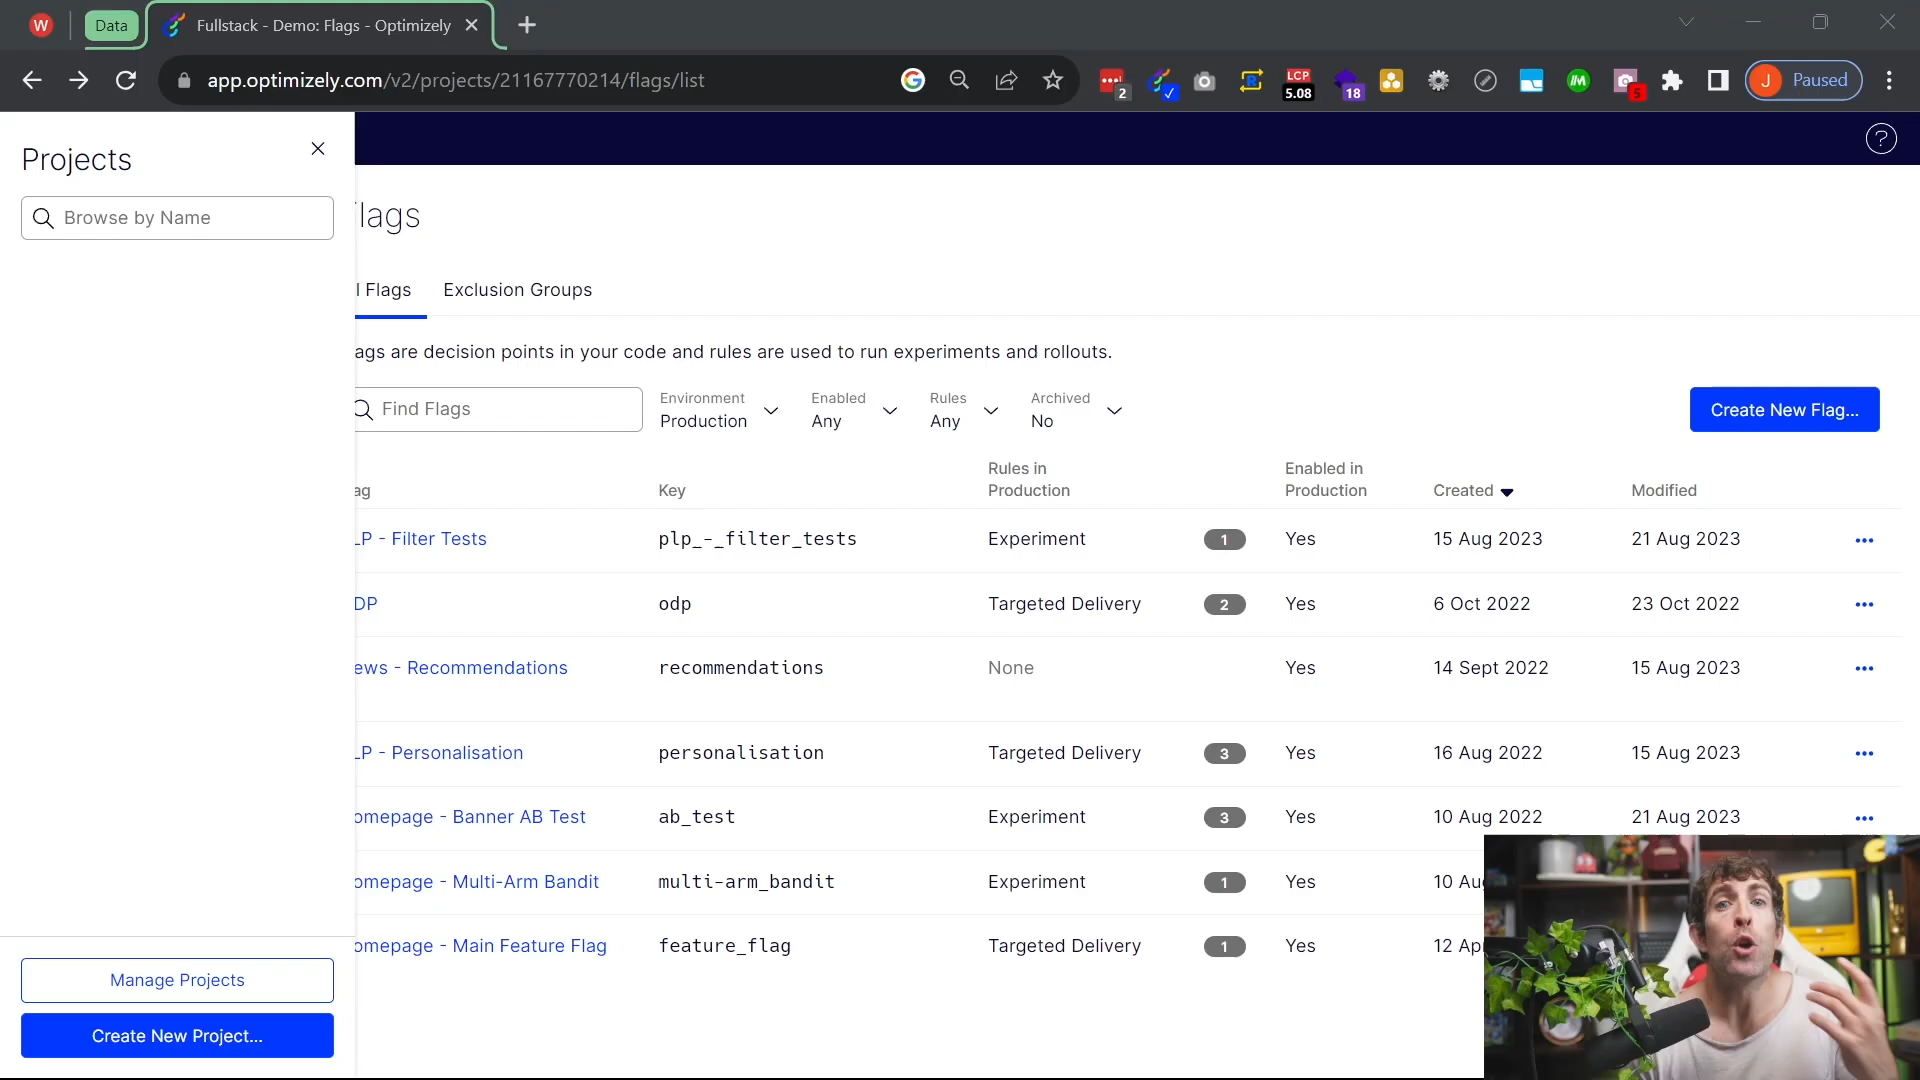 W
Data
Fullstack - Demo: Flags - Optimizely
app.optimizely.com/v2/projects/21167770214/flags/list
2
LCP
5.08
18
5
J Paused
Projects
Browse by Name
Manage Projects
Create New Project...
?
lags
l Flags
Exclusion Groups
ags are decision points in your code and rules are used to run experiments and rollouts.
Find Flags
Environment
Production
Enabled
Any
Rules
Any
Archived
No
Create New Flag...
ag
Key
Rules in
Production
Enabled in
Production
Created
Modified
LP - Filter Tests plp_-_filter_tests Experiment 1 Yes 15 Aug 2023 21 Aug 2023
DP odp Targeted Delivery 2 Yes 6 Oct 2022 23 Oct 2022
ews - Recommendations recommendations None Yes 14 Sept 2022 15 Aug 2023
LP - Personalisation personalisation Targeted Delivery 3 Yes 16 Aug 2022 15 Aug 2023
omepage - Banner AB Test ab_test Experiment 3 Yes 10 Aug 2022 21 Aug 2023
omepage - Multi-Arm Bandit multi-arm_bandit Experiment 1 Yes 10 Au
omepage - Main Feature Flag feature_flag Targeted Delivery 1 Yes 12 Ap